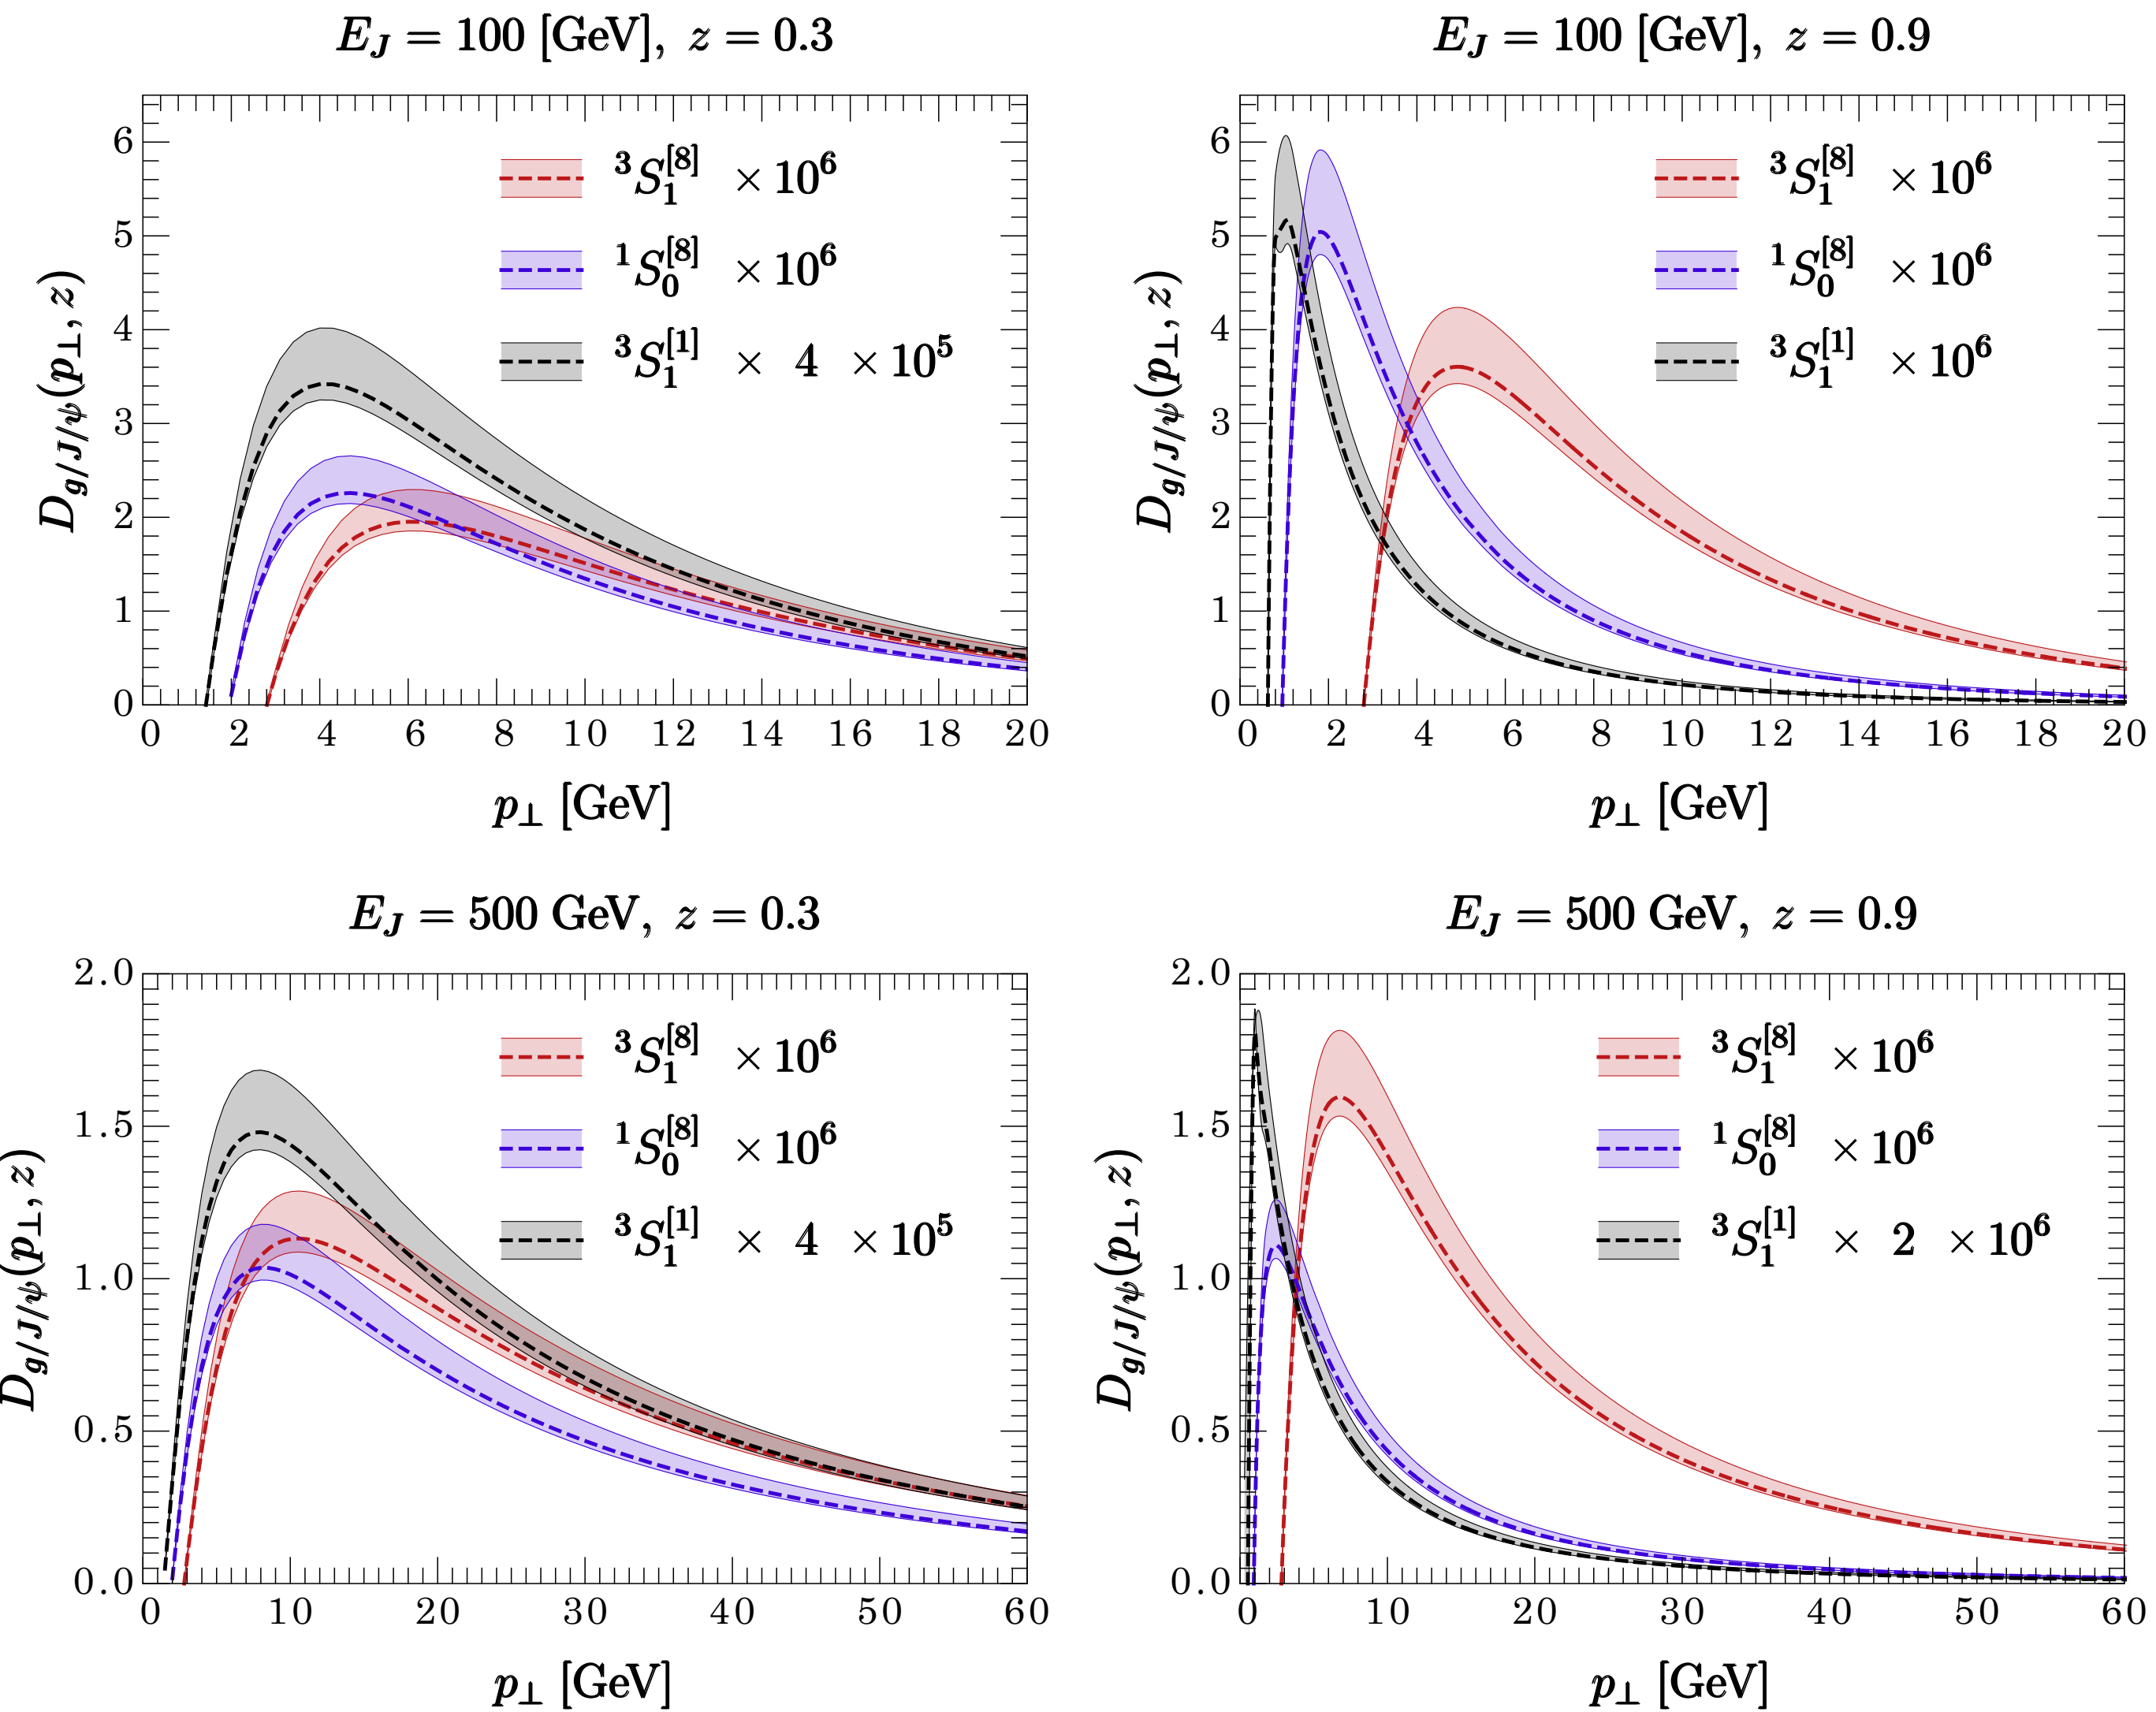 E_J = 100 [GeV], z = 0.3
D_{g/J/ψ}(p_⊥, z)
6
5
4
3
2
1
0
³S₁^[8] × 10⁶
¹S₀^[8] × 10⁶
³S₁^[1] × 4 × 10⁵
0 2 4 6 8 10 12 14 16 18 20
p_⊥ [GeV]
E_J = 100 [GeV], z = 0.9
D_{g/J/ψ}(p_⊥, z)
6
5
4
3
2
1
0
³S₁^[8] × 10⁶
¹S₀^[8] × 10⁶
³S₁^[1] × 10⁶
0 2 4 6 8 10 12 14 16 18 20
p_⊥ [GeV]
E_J = 500 GeV, z = 0.3
D_{g/J/ψ}(p_⊥, z)
2.0
1.5
1.0
0.5
0.0
³S₁^[8] × 10⁶
¹S₀^[8] × 10⁶
³S₁^[1] × 4 × 10⁵
0 10 20 30 40 50 60
p_⊥ [GeV]
E_J = 500 GeV, z = 0.9
D_{g/J/ψ}(p_⊥, z)
2.0
1.5
1.0
0.5
0.0
³S₁^[8] × 10⁶
¹S₀^[8] × 10⁶
³S₁^[1] × 2 × 10⁶
0 10 20 30 40 50 60
p_⊥ [GeV]